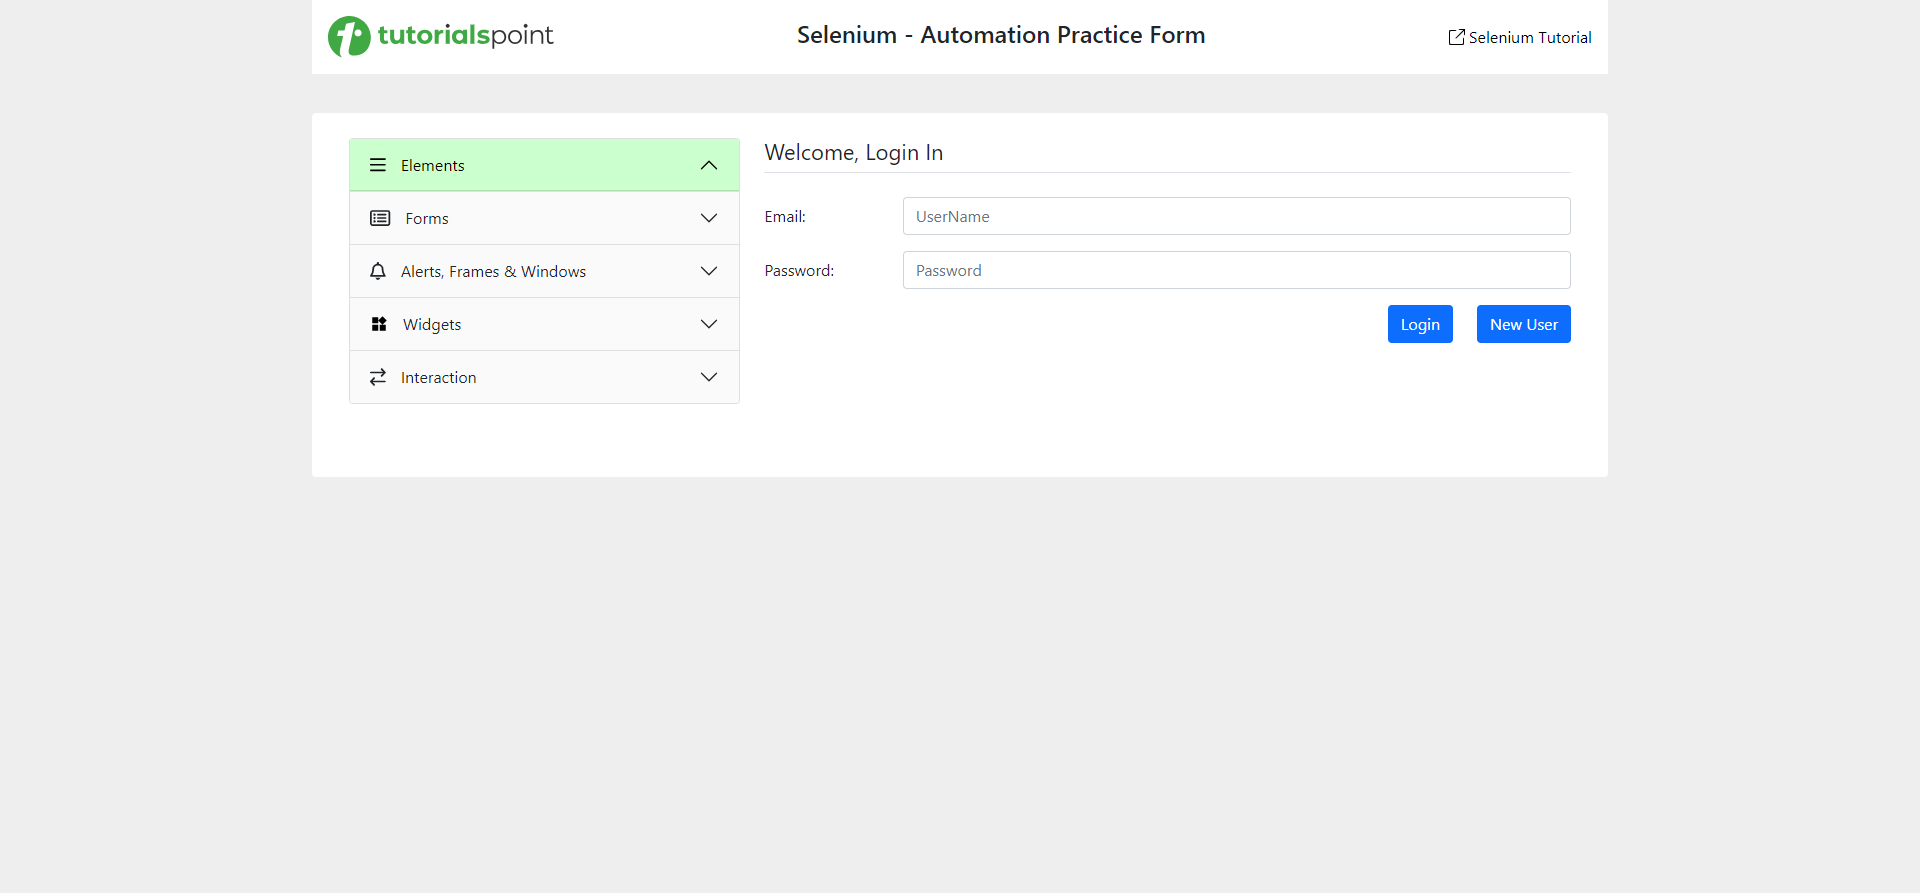 tutorialspoint
Selenium - Automation Practice Form
Selenium Tutorial
Elements
Forms
Alerts, Frames & Windows
Widgets
Interaction
Welcome, Login In
Email:
UserName
Password:
Password
Login
New User